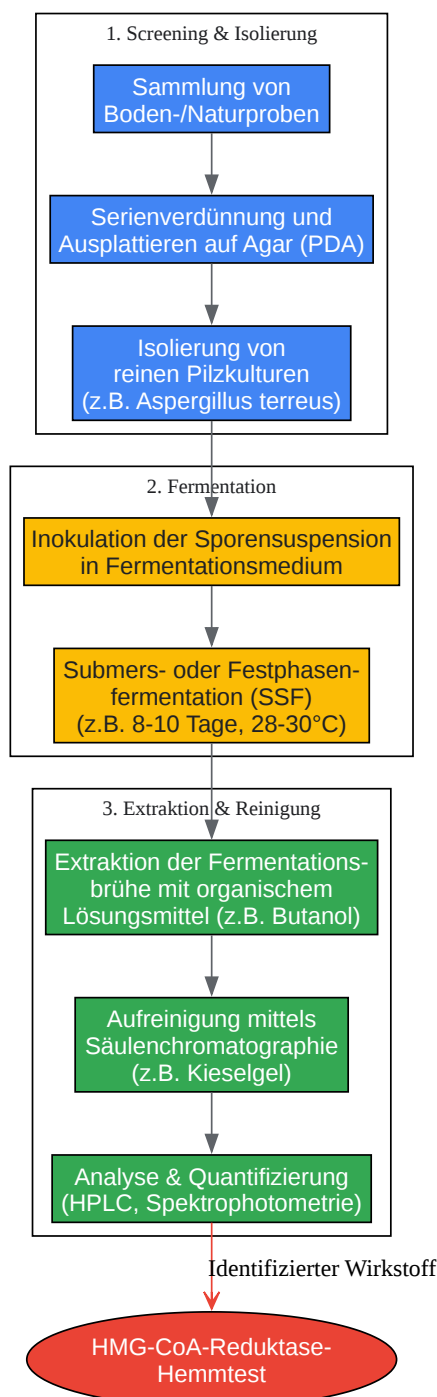 1. Screening & Isolierung
Sammlung von
Boden-/Naturproben
Serienverdünnung und
Ausplattieren auf Agar (PDA)
Isolierung von
reinen Pilzkulturen
(z.B. Aspergillus terreus)
2. Fermentation
Inokulation der Sporensuspension
in Fermentationsmedium
Submers- oder Festphasen-
fermentation (SSF)
(z.B. 8-10 Tage, 28-30°C)
3. Extraktion & Reinigung
Extraktion der Fermentations-
brühe mit organischem
Lösungsmittel (z.B. Butanol)
Aufreinigung mittels
Säulenchromatographie
(z.B. Kieselgel)
Analyse & Quantifizierung
(HPLC, Spektrophotometrie)
Identifizierter Wirkstoff
HMG-CoA-Reduktase-
Hemmtest